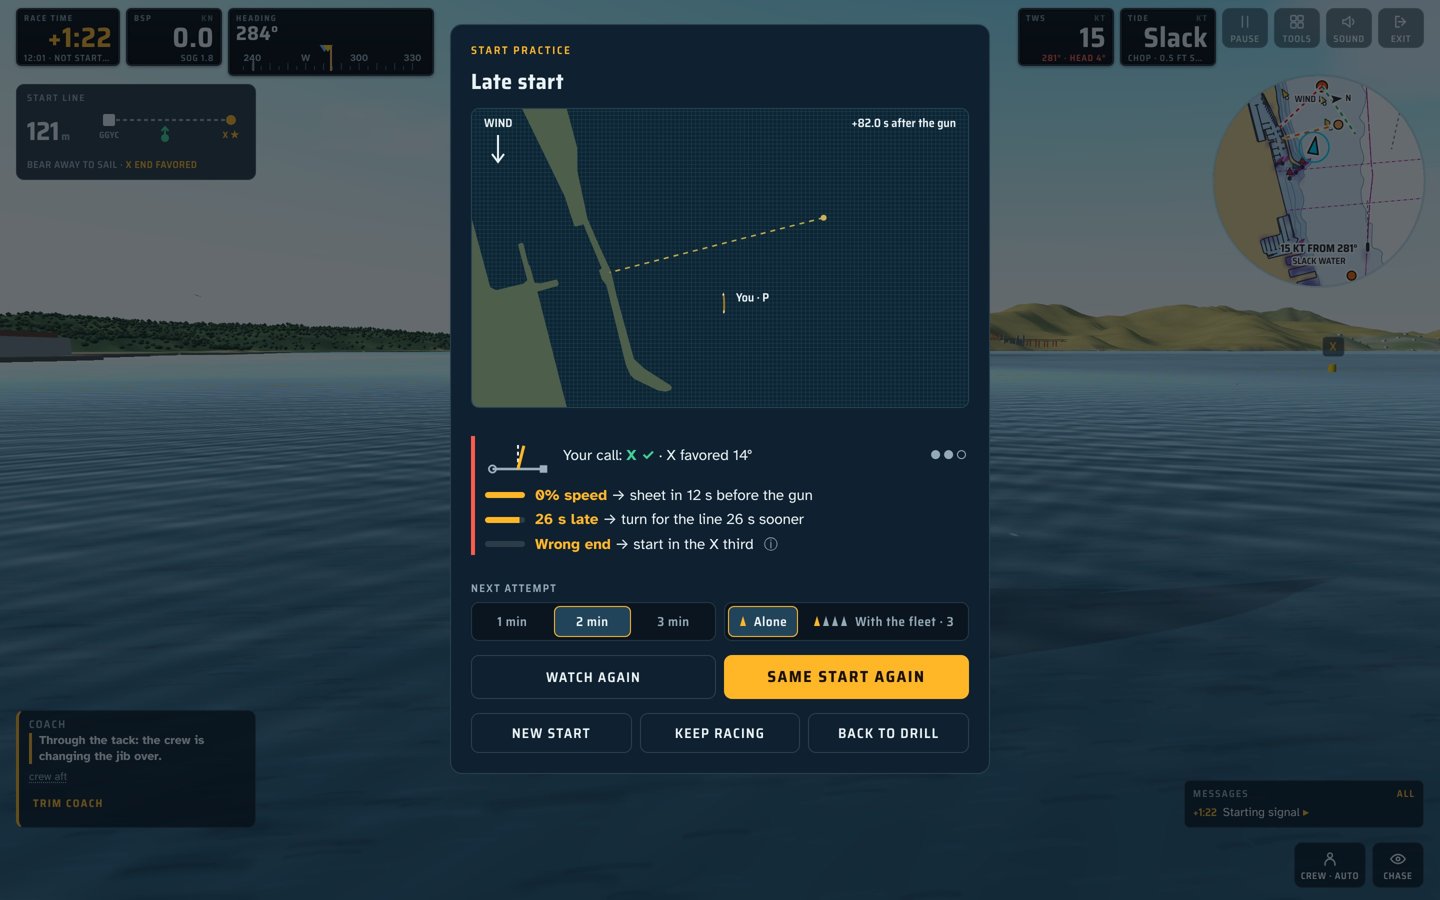 RACE TIME
+1:22
12:01 · NOT START...
BSP KN
0.0
SOG 1.8
HEADING
284°
240 W 300 330
START LINE
121 m
GGYC X ★
BEAR AWAY TO SAIL · X END FAVORED
START PRACTICE
Late start
WIND
+82.0 s after the gun
You · P
Your call: X ✓ · X favored 14°
0% speed → sheet in 12 s before the gun
26 s late → turn for the line 26 s sooner
Wrong end → start in the X third ⓘ
NEXT ATTEMPT
1 min 2 min 3 min
Alone With the fleet · 3
WATCH AGAIN SAME START AGAIN
NEW START KEEP RACING BACK TO DRILL
TWS KT
15
281° · HEAD 4°
TIDE KT
Slack
CHOP · 0.5 FT S...
PAUSE
TOOLS
SOUND
EXIT
WIND N
15 KT FROM 281°
SLACK WATER
X
COACH
Through the tack: the crew is
changing the jib over.
crew aft
TRIM COACH
MESSAGES ALL
+1:22 Starting signal ▸
CREW · AUTO
CHASE